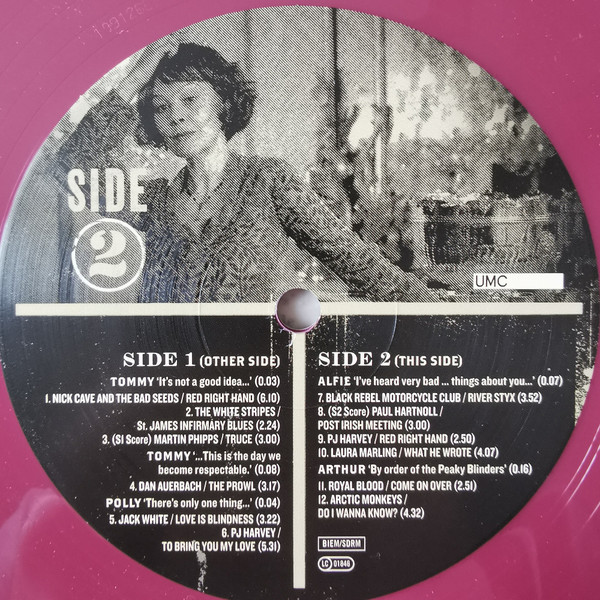 SIDE
2
UMC
SIDE 1 (OTHER SIDE)
TOMMY 'It's not a good idea...' (0.03)
1. NICK CAVE AND THE BAD SEEDS / RED RIGHT HAND (6.10)
2. THE WHITE STRIPES /
St. JAMES INFIRMARY BLUES (2.24)
3. (S1 Score) MARTIN PHIPPS / TRUCE (3.00)
TOMMY '...This is the day we
become respectable.' (0.08)
4. DAN AUERBACH / THE PROWL (3.17)
POLLY 'There's only one thing...' (0.04)
5. JACK WHITE / LOVE IS BLINDNESS (3.22)
6. PJ HARVEY /
TO BRING YOU MY LOVE (5.31)
SIDE 2 (THIS SIDE)
ALFIE 'I've heard very bad ... things about you...' (0.07)
7. BLACK REBEL MOTORCYCLE CLUB / RIVER STYX (3.52)
8. (S2 Score) PAUL HARTNOLL /
POST IRISH MEETING (3.00)
9. PJ HARVEY / RED RIGHT HAND (2.50)
10. LAURA MARLING / WHAT HE WROTE (4.07)
ARTHUR 'By order of the Peaky Blinders' (0.16)
11. ROYAL BLOOD / COME ON OVER (2.51)
12. ARCTIC MONKEYS /
DO I WANNA KNOW? (4.32)
BIEM/SDRM
LC 01846